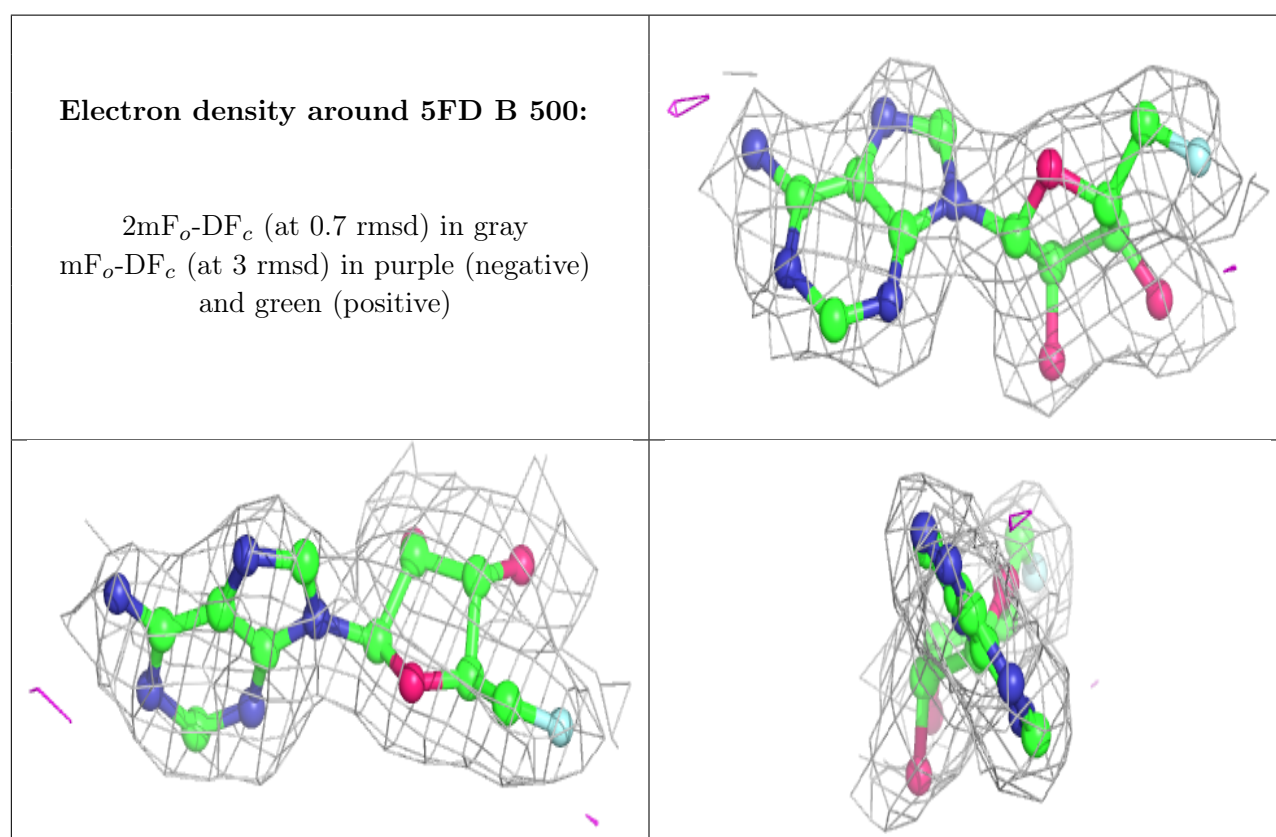 Electron density around 5FD B 500:
2mFo-DFc (at 0.7 rmsd) in gray
mFo-DFc (at 3 rmsd) in purple (negative)
and green (positive)